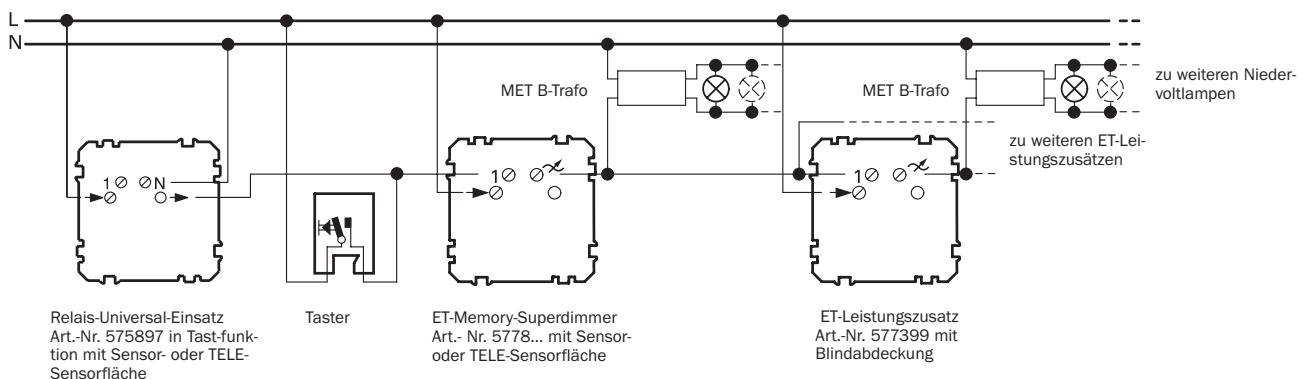 L
N
MET B-Trafo
MET B-Trafo
zu weiteren Nieder-
voltlampen
zu weiteren ET-Lei-
stungszusätzen
1 N
1
1
Relais-Universal-Einsatz
Art.-Nr. 575897 in Tast-funk-
tion mit Sensor- oder TELE-
Sensorfläche
Taster
ET-Memory-Superdimmer
Art.- Nr. 5778... mit Sensor-
oder TELE-Sensorfläche
ET-Leistungszusatz
Art.-Nr. 577399 mit
Blindabdeckung